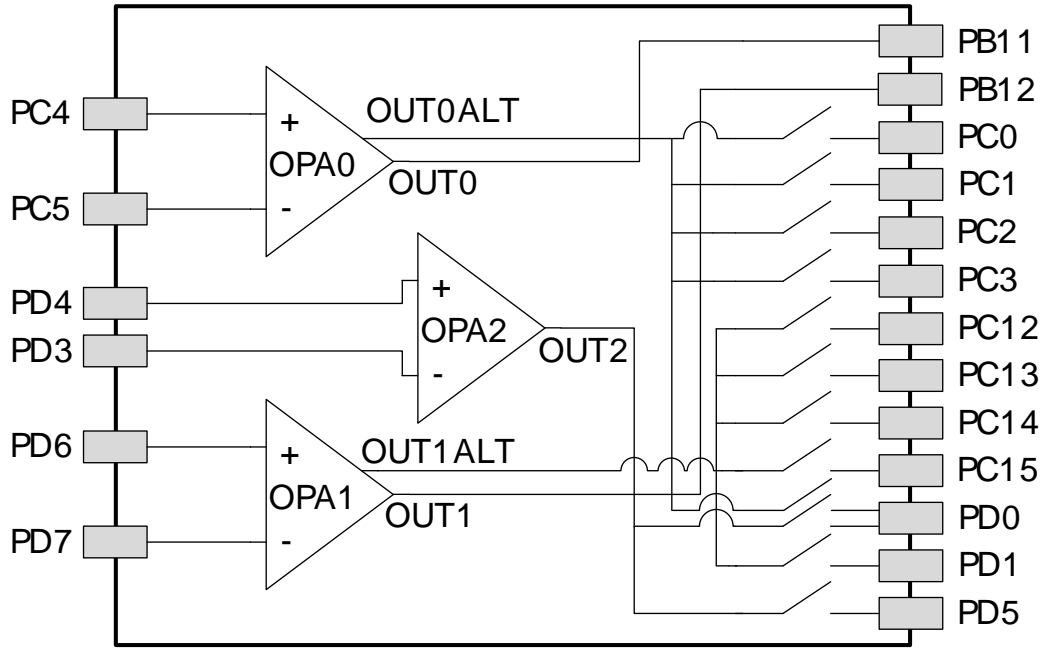 PC4
PC5
PD4
PD3
PD6
PD7
+
OPA0
-
OUT0ALT
OUT0
+
OPA2
-
OUT2
+
OPA1
-
OUT1ALT
OUT1
PB11
PB12
PC0
PC1
PC2
PC3
PC12
PC13
PC14
PC15
PD0
PD1
PD5